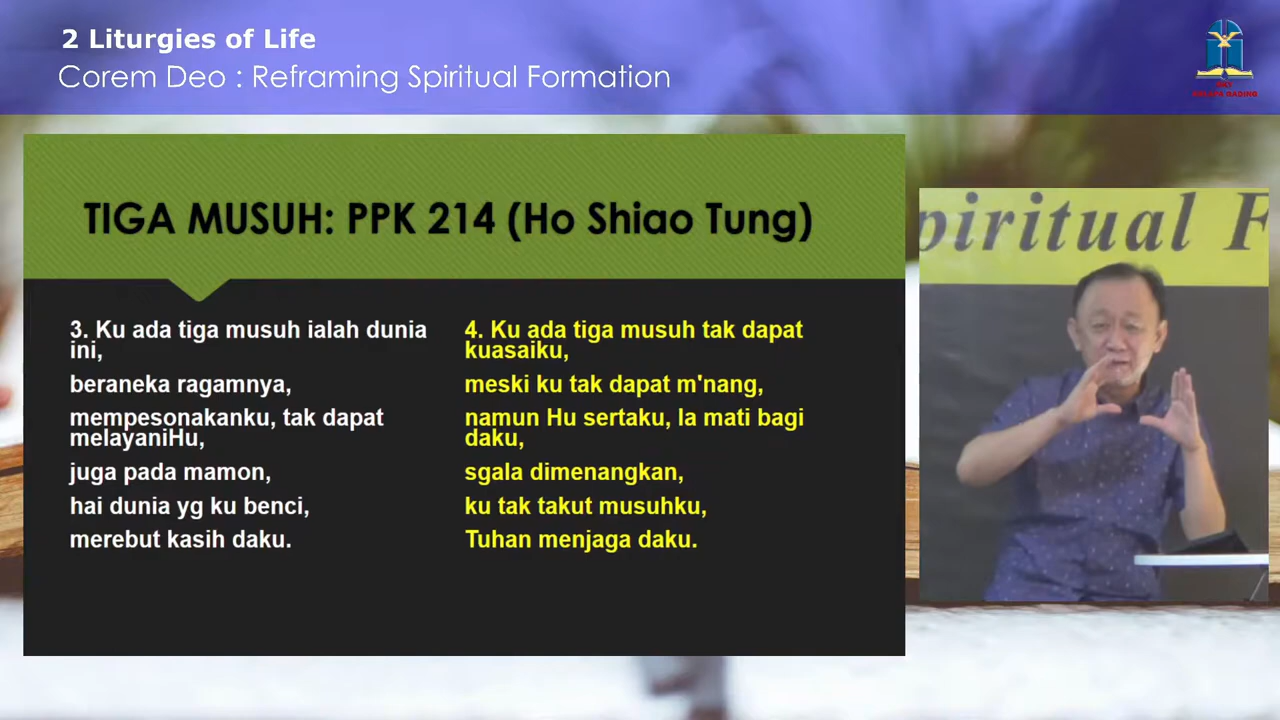 2 Liturgies of Life
Corem Deo : Reframing Spiritual Formation
TIGA MUSUH: PPK 214 (Ho Shiao Tung)
3. Ku ada tiga musuh ialah dunia
ini,
beraneka ragamnya,
mempesonakanku, tak dapat
melayaniHu,
juga pada mamon,
hai dunia yg ku benci,
merebut kasih daku.
4. Ku ada tiga musuh tak dapat
kuasaiku,
meski ku tak dapat m'nang,
namun Hu sertaku, Ia mati bagi
daku,
sgala dimenangkan,
ku tak takut musuhku,
Tuhan menjaga daku.
piritual F